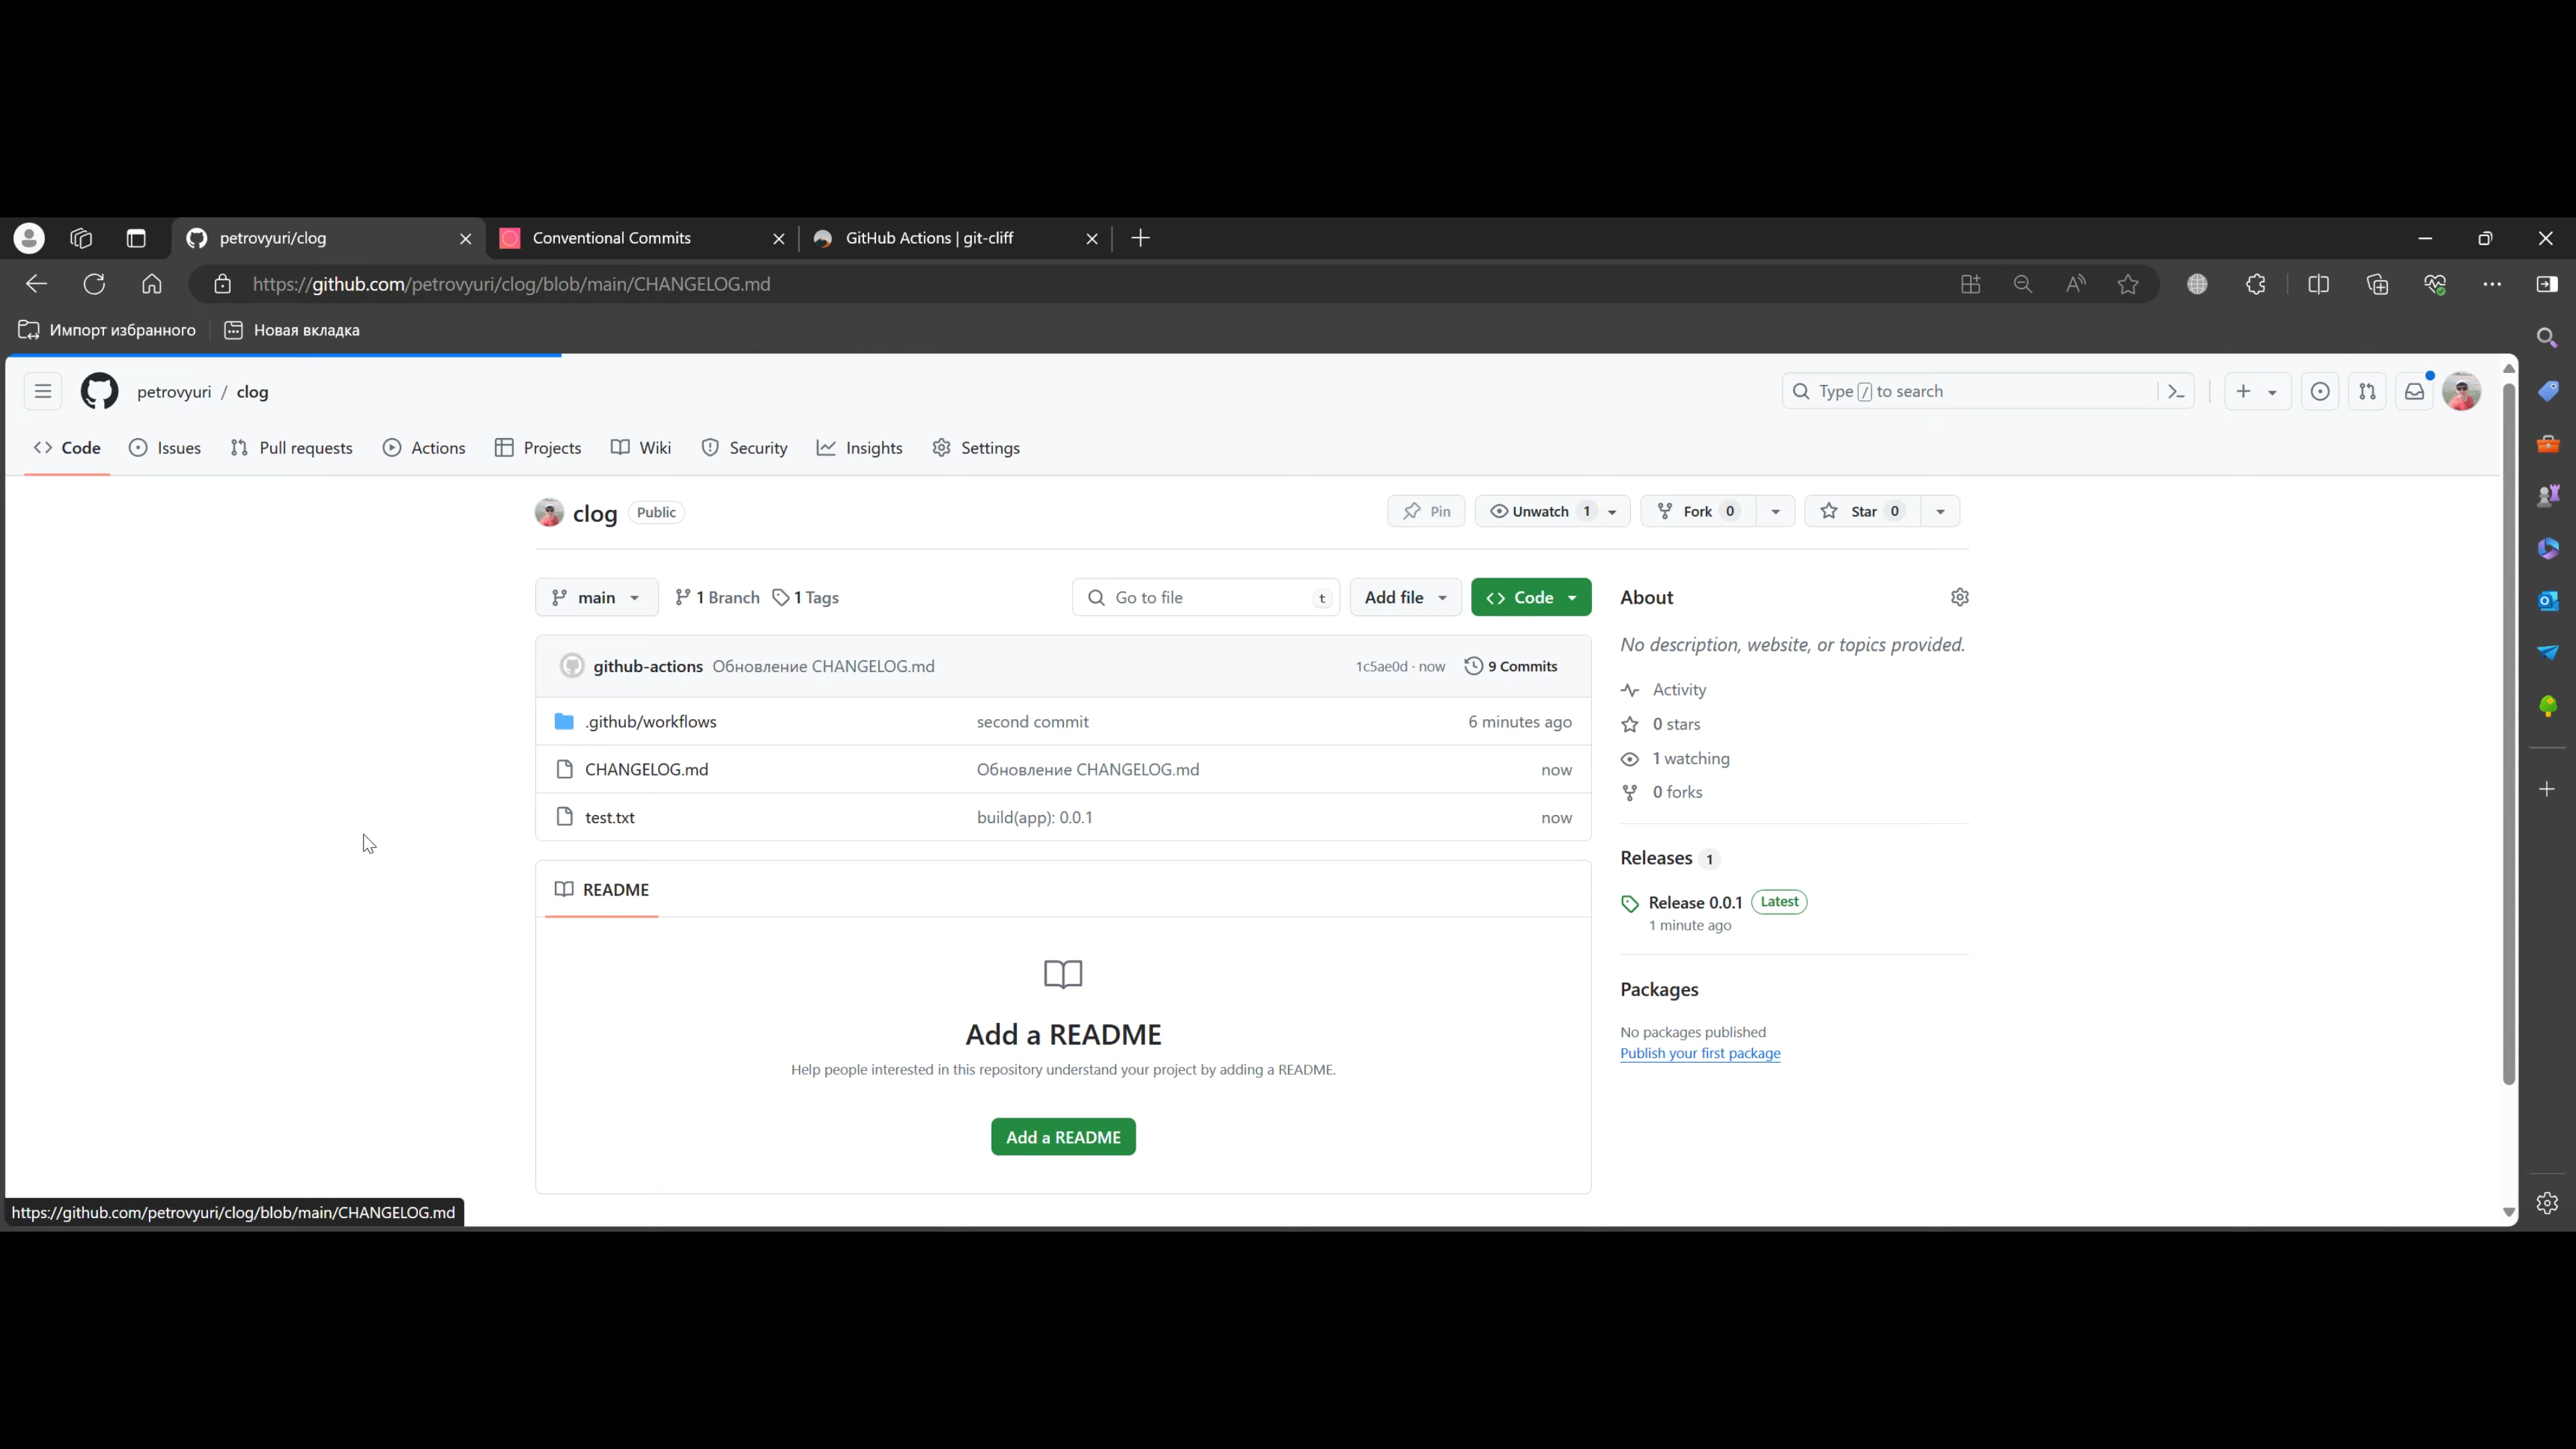 petrovyuri/clog
Conventional Commits
GitHub Actions | git-cliff
https://github.com/petrovyuri/clog/blob/main/CHANGELOG.md
Импорт избранного
Новая вкладка
petrovyuri / clog
Type / to search
Code
Issues
Pull requests
Actions
Projects
Wiki
Security
Insights
Settings
clog Public
Pin
Unwatch 1
Fork 0
Star 0
main
1 Branch
1 Tags
Go to file t
Add file
Code
github-actions Обновление CHANGELOG.md 1c5ae0d · now 9 Commits
.github/workflows second commit 6 minutes ago
CHANGELOG.md Обновление CHANGELOG.md now
test.txt build(app): 0.0.1 now
README
Add a README
Help people interested in this repository understand your project by adding a README.
Add a README
About
No description, website, or topics provided.
Activity
0 stars
1 watching
0 forks
Releases 1
Release 0.0.1 Latest
1 minute ago
Packages
No packages published
Publish your first package
https://github.com/petrovyuri/clog/blob/main/CHANGELOG.md